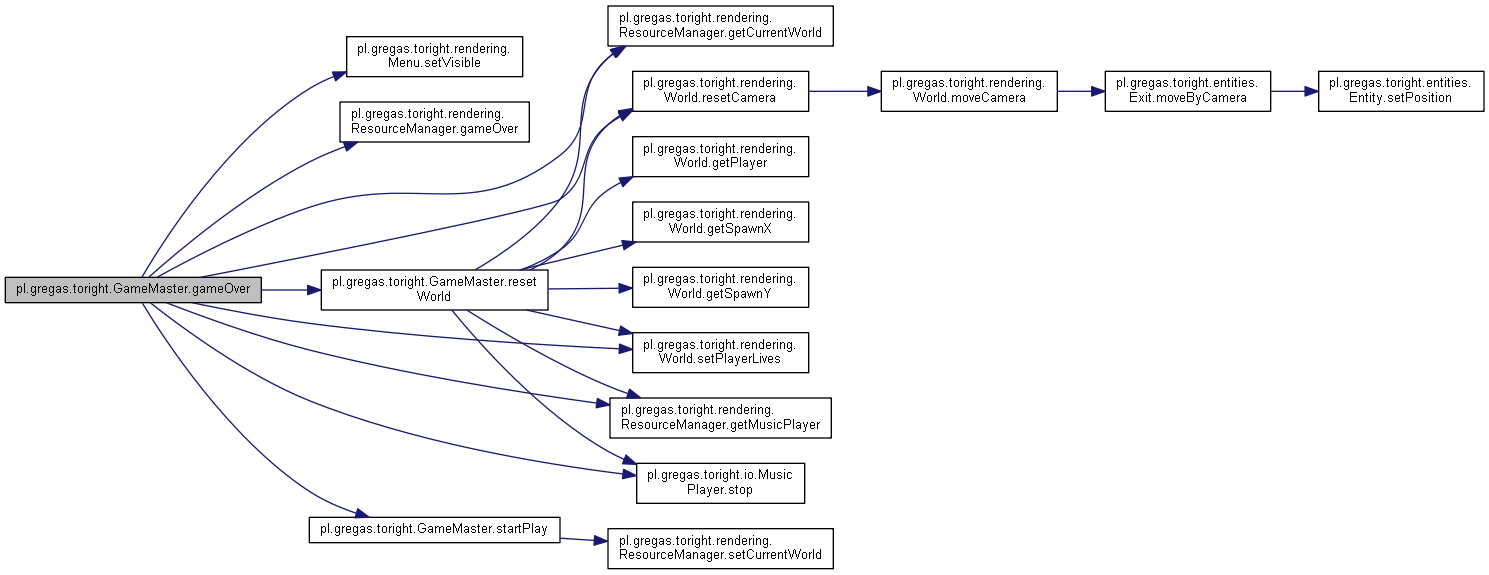 pl.gregas.toright.rendering.
ResourceManager.getCurrentWorld
pl.gregas.toright.rendering.
Menu.setVisible
pl.gregas.toright.rendering.
World.resetCamera
pl.gregas.toright.rendering.
World.moveCamera
pl.gregas.toright.entities.
Exit.moveByCamera
pl.gregas.toright.entities.
Entity.setPosition
pl.gregas.toright.rendering.
ResourceManager.gameOver
pl.gregas.toright.rendering.
World.getPlayer
pl.gregas.toright.rendering.
World.getSpawnX
pl.gregas.toright.GameMaster.gameOver
pl.gregas.toright.GameMaster.reset
World
pl.gregas.toright.rendering.
World.getSpawnY
pl.gregas.toright.rendering.
World.setPlayerLives
pl.gregas.toright.rendering.
ResourceManager.getMusicPlayer
pl.gregas.toright.io.Music
Player.stop
pl.gregas.toright.GameMaster.startPlay
pl.gregas.toright.rendering.
ResourceManager.setCurrentWorld